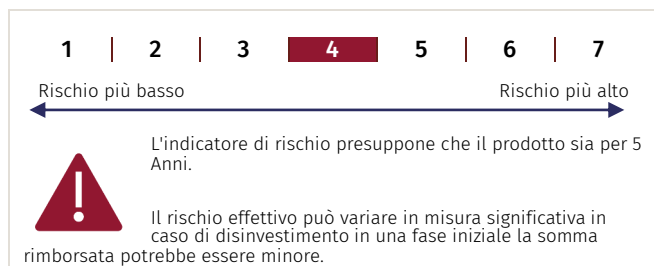 1 | 2 | 3 | 4 | 5 | 6 | 7
Rischio più basso Rischio più alto
L'indicatore di rischio presuppone che il prodotto sia per 5
Anni.
Il rischio effettivo può variare in misura significativa in
caso di disinvestimento in una fase iniziale la somma
rimborsata potrebbe essere minore.